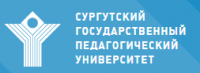 СУРГУТСКИЙ
ГОСУДАРСТВЕННЫЙ
ПЕДАГОГИЧЕСКИЙ
УНИВЕРСИТЕТ